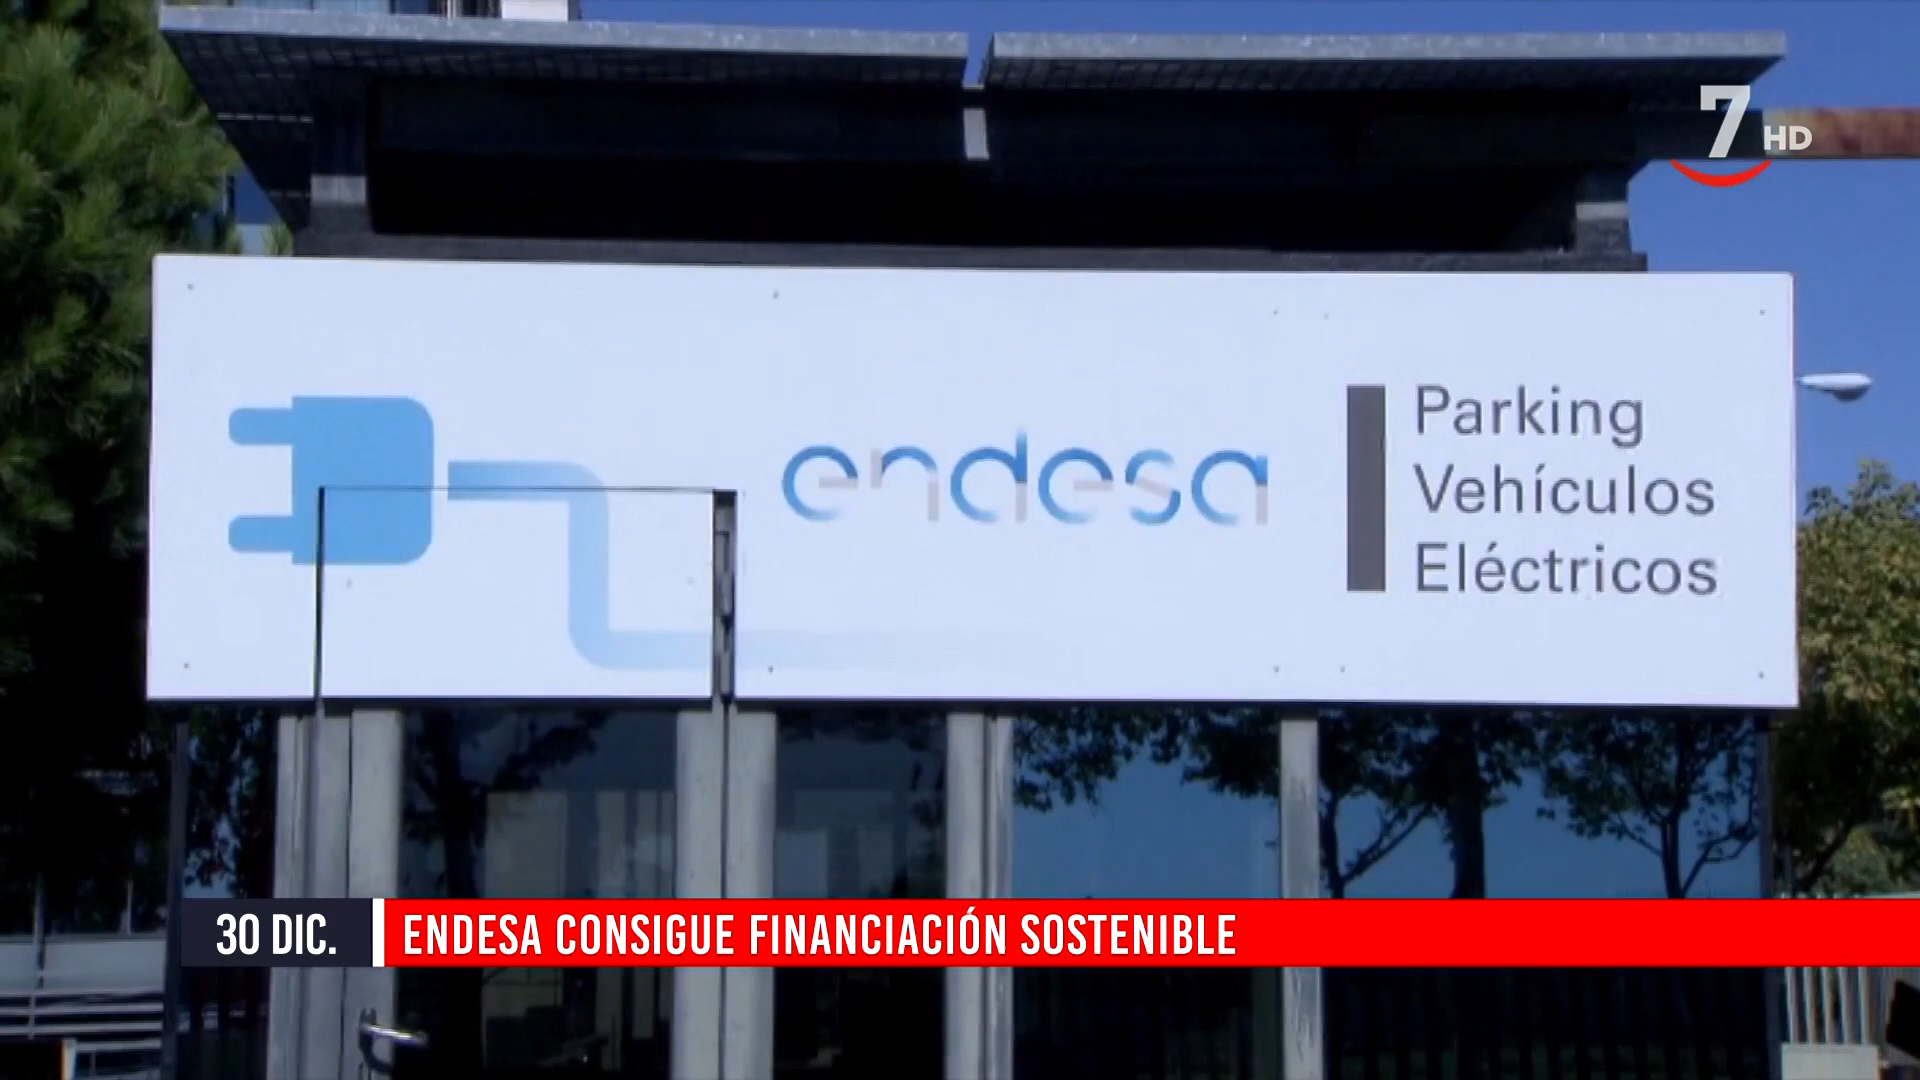 7 HD
endesa
Parking
Vehículos
Eléctricos
30 DIC.
ENDESA CONSIGUE FINANCIACIÓN SOSTENIBLE